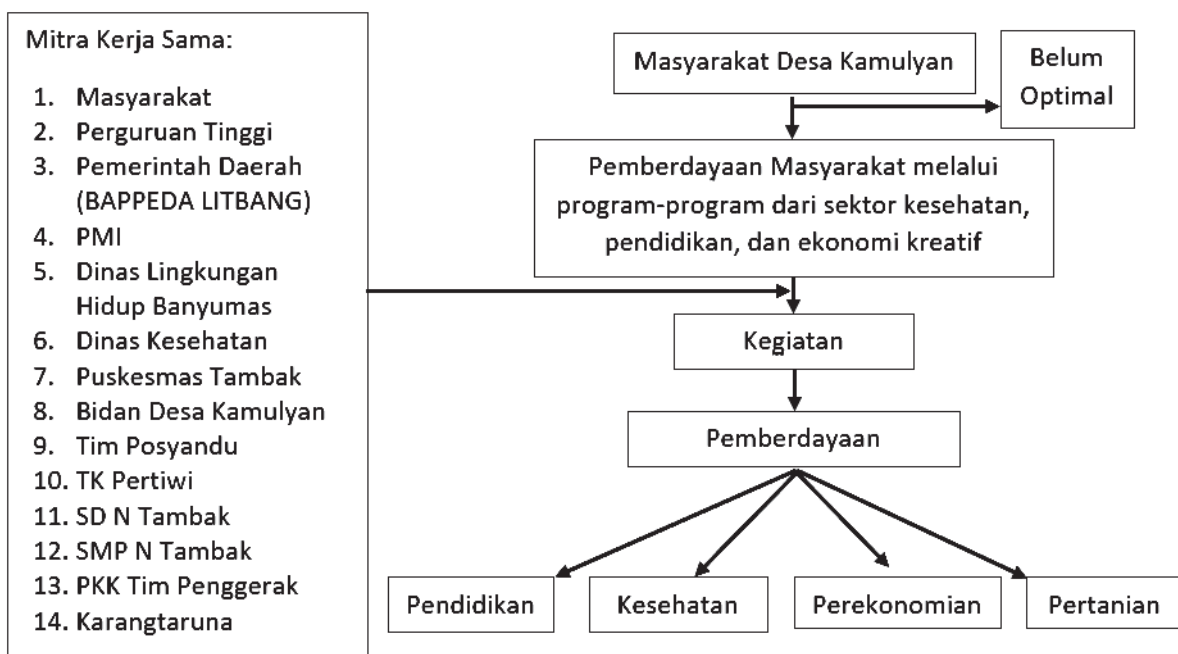 Mitra Kerja Sama:
1. Masyarakat
2. Perguruan Tinggi
3. Pemerintah Daerah
(BAPPEDA LITBANG)
4. PMI
5. Dinas Lingkungan
Hidup Banyumas
6. Dinas Kesehatan
7. Puskesmas Tambak
8. Bidan Desa Kamulyan
9. Tim Posyandu
10. TK Pertiwi
11. SD N Tambak
12. SMP N Tambak
13. PKK Tim Penggerak
14. Karangtaruna
Masyarakat Desa Kamulyan
Belum
Optimal
Pemberdayaan Masyarakat melalui
program-program dari sektor kesehatan,
pendidikan, dan ekonomi kreatif
Kegiatan
Pemberdayaan
Pendidikan
Kesehatan
Perekonomian
Pertanian